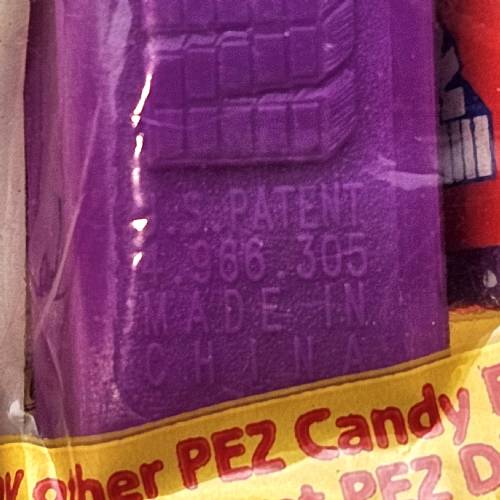 U.S. PATENT
4.966.305
MADE IN
CHINA
other PEZ Candy
PEZ D